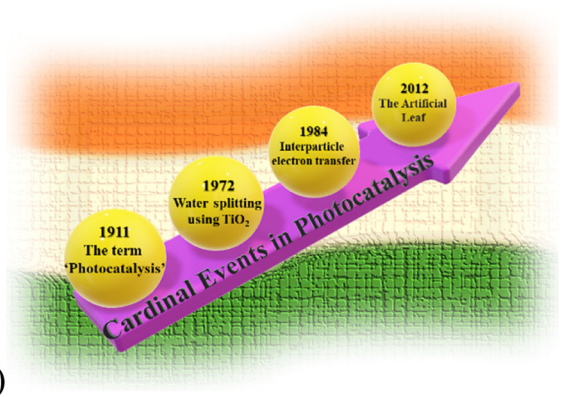 2012
The Artificial
Leaf
1984
Interparticle
electron transfer
1972
Water splitting
using TiO₂
1911
The term
‘Photocatalysis’
Cardinal Events in Photocatalysis
)